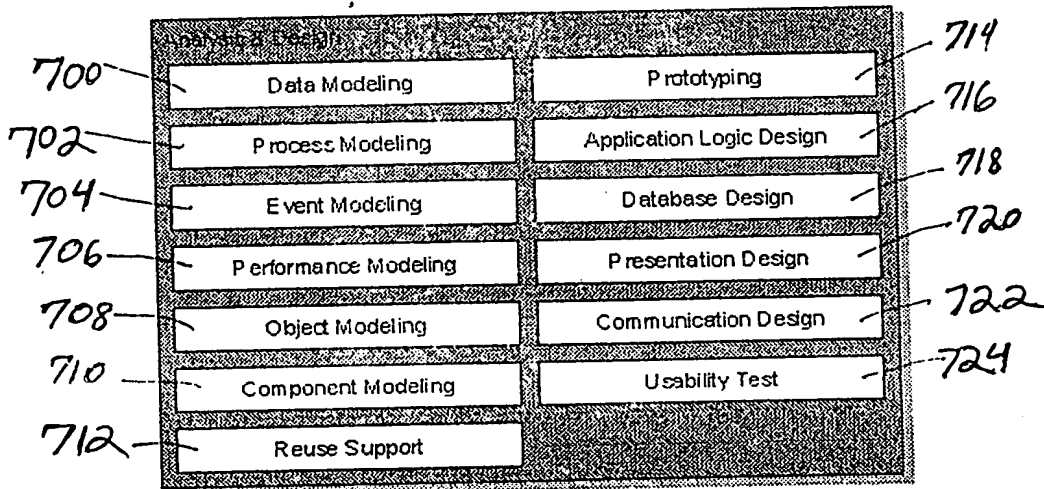 Analysis & Design
700 Data Modeling
Prototyping 714
702 Process Modeling
Application Logic Design 716
704 Event Modeling
Database Design 718
706 Performance Modeling
Presentation Design 720
708 Object Modeling
Communication Design 722
710 Component Modeling
Usability Test 724
712 Reuse Support